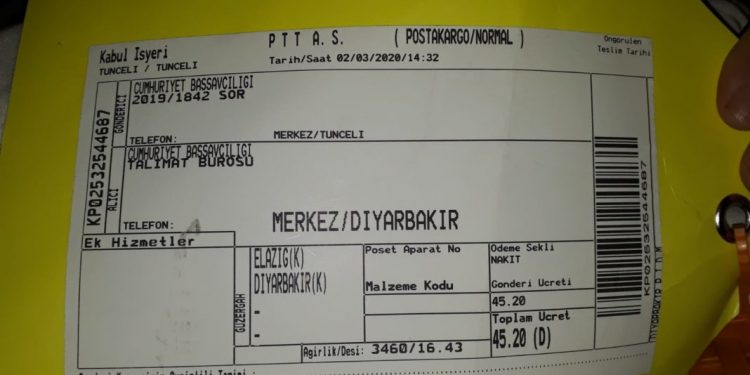 Kabul Isyeri
PTT A.S. ( POSTAKARGO/NORMAL )
Ongorulen
Teslim Tarihi
TUNCELI / TUNCELI
Tarih/Saat 02/03/2020/14:32
KP02532544687
GONDERICI
CUMHURIYET BASSAVCILIGI
2019/1842 SOR
TELEFON:
MERKEZ/TUNCELI
ALICI
CUMHURIYET BASSAVCILIGI
TALIMAT BUROSU
TELEFON:
MERKEZ/DIYARBAKIR
KP02532544687
Ek Hizmetler
GUZERGAH
ELAZIG(K)
DIYARBAKIR(K)
-
-
Poset Aparat No
Malzeme Kodu
Odeme Sekli
NAKIT
Gonderi Ucreti
45.20
Toplam Ucret
45.20 (D)
Agirlik/Desi: 3460/16.43